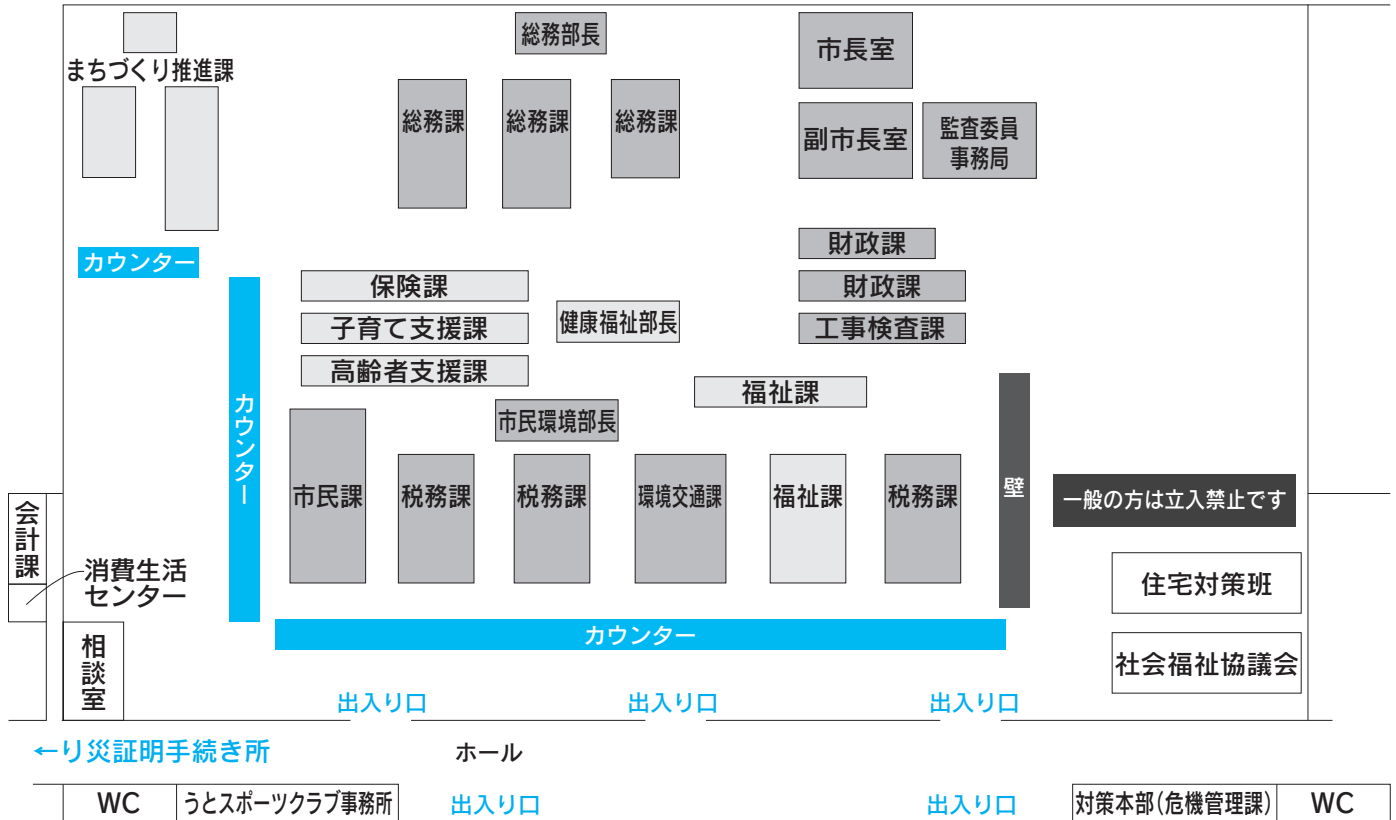 総務部長
市長室
まちづくり推進課
総務課
総務課
総務課
副市長室
監査委員
事務局
財政課
カウンター
保険課
財政課
子育て支援課
健康福祉部長
工事検査課
高齢者支援課
福祉課
カウンター
市民環境部長
市民課
税務課
税務課
環境交通課
福祉課
税務課
壁
一般の方は立入禁止です
会計課
消費生活
センター
住宅対策班
カウンター
相談室
社会福祉協議会
出入り口
出入り口
出入り口
←り災証明手続き所
ホール
WC
うとスポーツクラブ事務所
出入り口
出入り口
対策本部(危機管理課)
WC